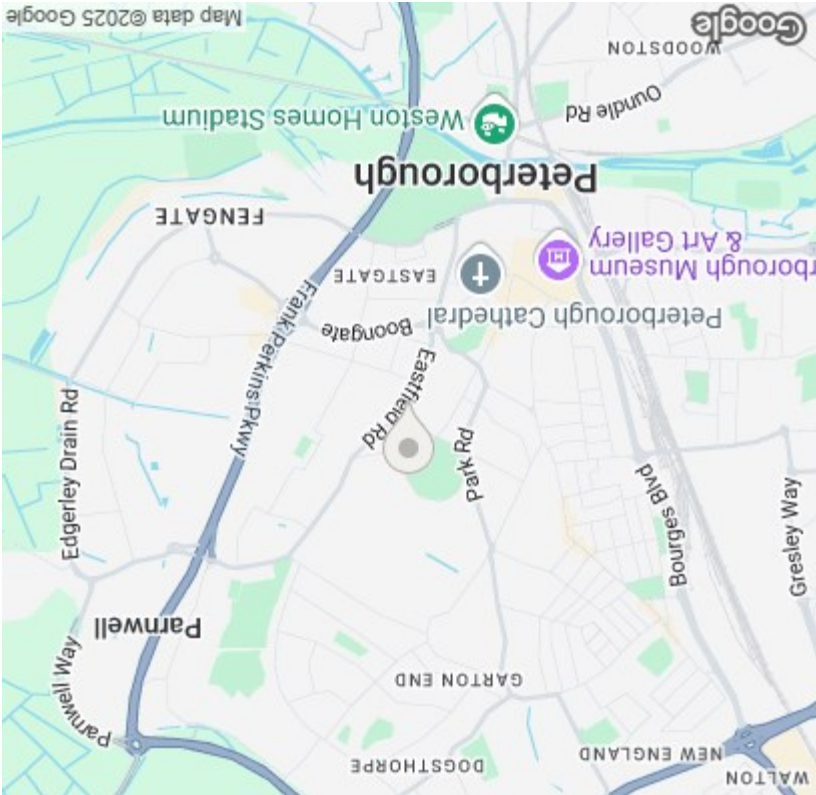 WALTON
NEW ENGLAND
DOGSTHORPE
Parnwell Way
GARTON END
Parnwell
Gresley Way
Bourges Blvd
Edgerley Drain Rd
Park Rd
Eastfield Rd
Frank Perkins Pkwy
Boongate
Peterborough Cathedral
EASTGATE
rborough Museum
& Art Gallery
FENGATE
Peterborough
Weston Homes Stadium
Oundle Rd
WOODSTON
Google
Map data ©2025 Google